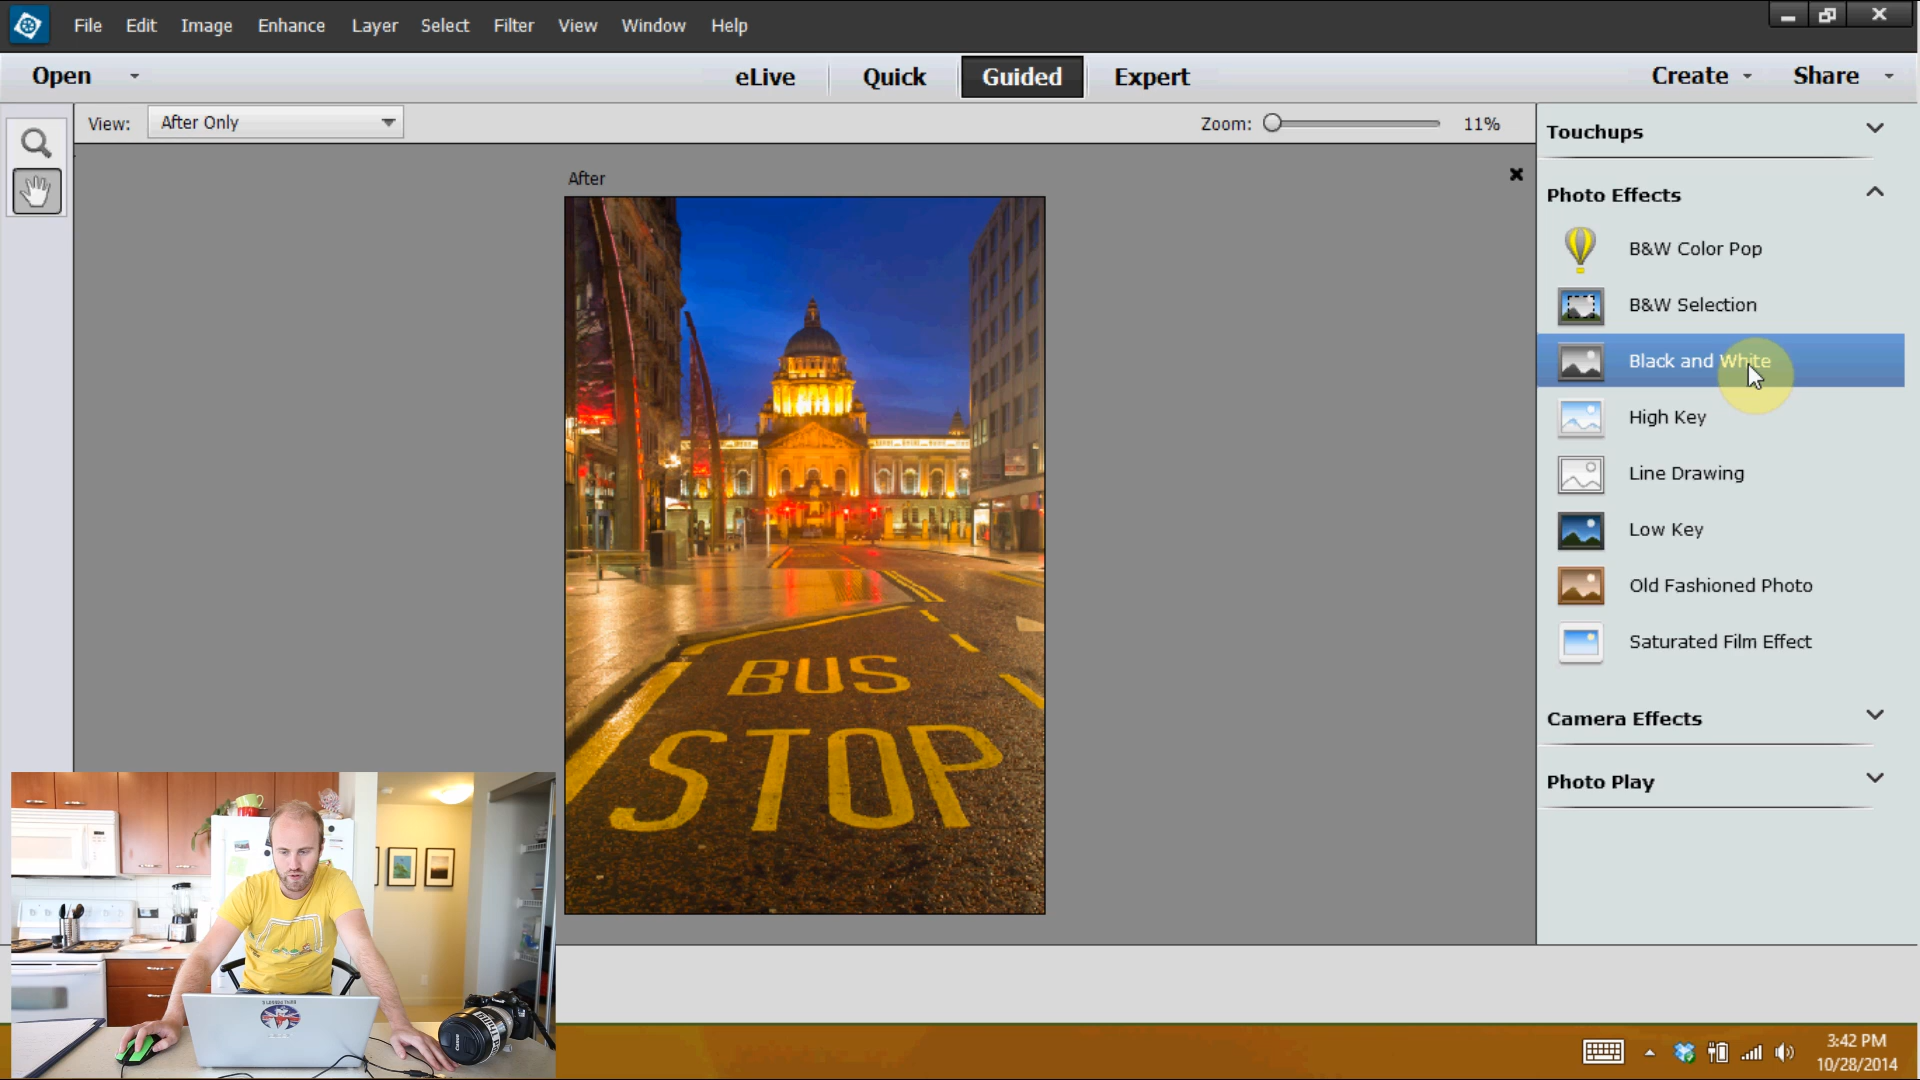 File Edit Image Enhance Layer Select Filter View Window Help
Open eLive Quick Guided Expert Create Share
View: After Only Zoom: 11%
After
BUS
STOP
Touchups
Photo Effects
B&W Color Pop
B&W Selection
Black and White
High Key
Line Drawing
Low Key
Old Fashioned Photo
Saturated Film Effect
Camera Effects
Photo Play
Canon
3:42 PM
10/28/2014